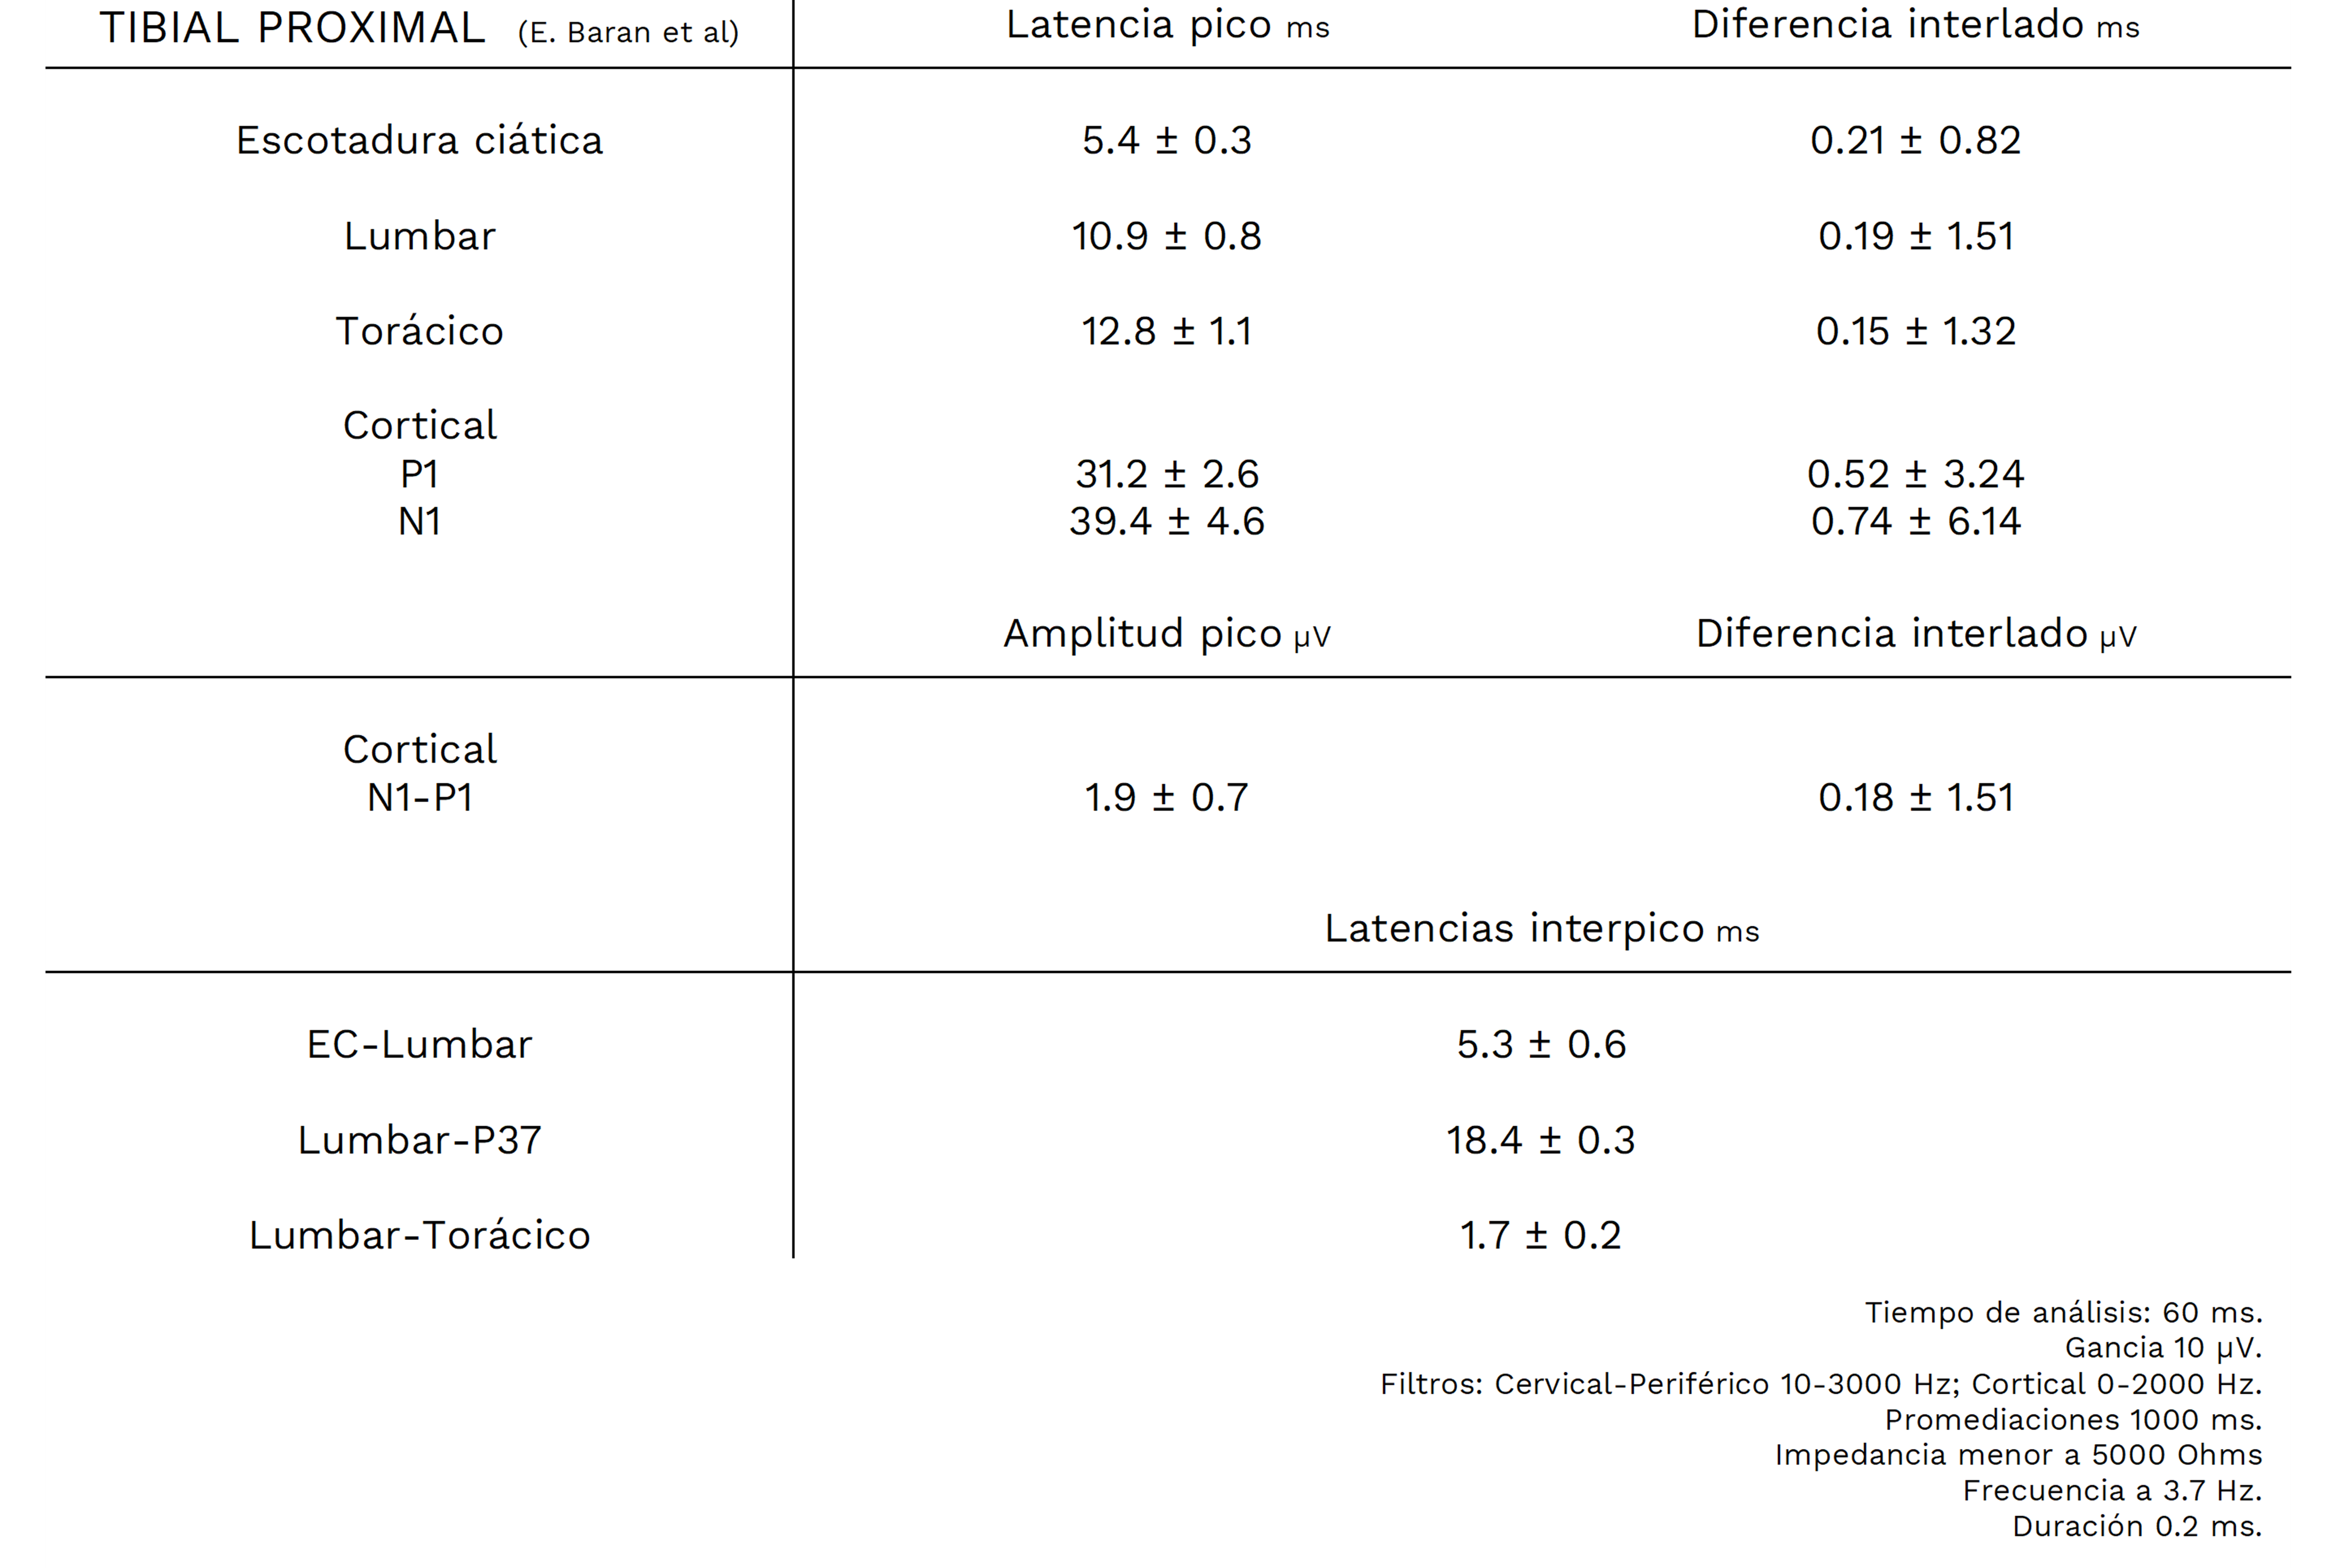 TIBIAL PROXIMAL (E. Baran et al) Latencia pico ms Diferencia interlado ms
Escotadura ciática 5.4 ± 0.3 0.21 ± 0.82
Lumbar 10.9 ± 0.8 0.19 ± 1.51
Torácico 12.8 ± 1.1 0.15 ± 1.32
Cortical
P1 31.2 ± 2.6 0.52 ± 3.24
N1 39.4 ± 4.6 0.74 ± 6.14
Amplitud pico µV Diferencia interlado µV
Cortical
N1-P1 1.9 ± 0.7 0.18 ± 1.51
Latencias interpico ms
EC-Lumbar 5.3 ± 0.6
Lumbar-P37 18.4 ± 0.3
Lumbar-Torácico 1.7 ± 0.2
Tiempo de análisis: 60 ms.
Gancia 10 µV.
Filtros: Cervical-Periférico 10-3000 Hz; Cortical 0-2000 Hz.
Promediaciones 1000 ms.
Impedancia menor a 5000 Ohms
Frecuencia a 3.7 Hz.
Duración 0.2 ms.